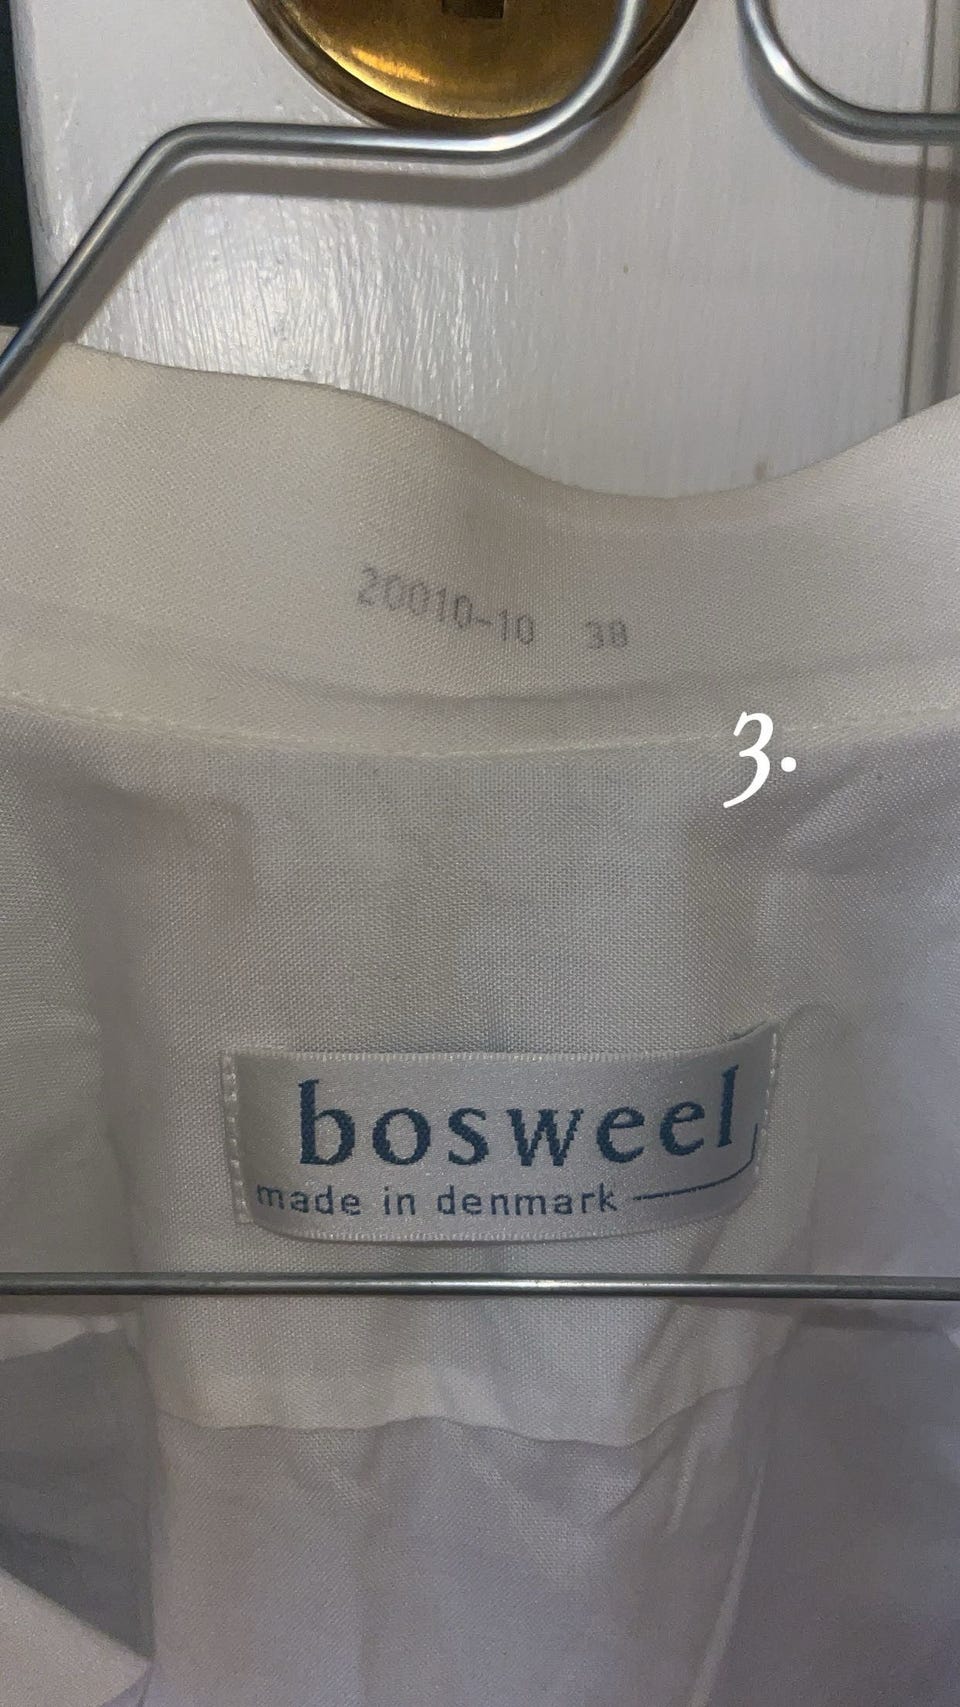 20010-10 38
3.
bosweel
made in denmark